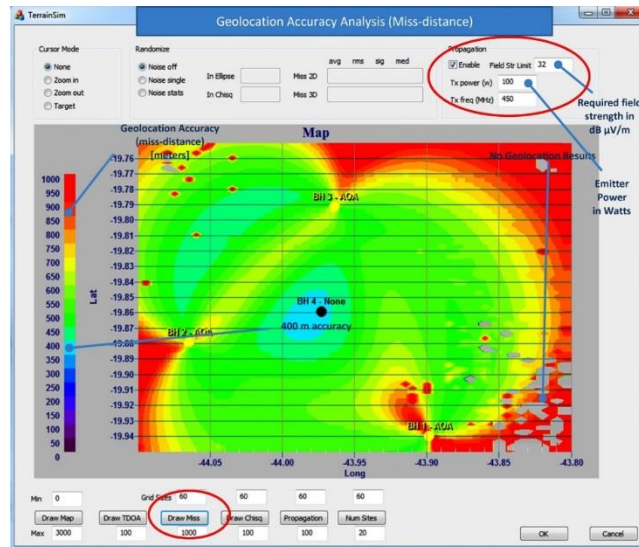 TerrainSim
Geolocation Accuracy Analysis (Miss-distance)
Cursor Mode
None
Zoom in
Zoom out
Target
Randomize
Noise off
Noise single
Noise stats
avg rms sig med
In Ellipse Miss 2D
In Chisq Miss 3D
Propagation
Enable Field Str Limit 32
Tx power (w) 100
Tx freq (MHz) 450
Required field
strength in
dB µV/m
Emitter
Power
in Watts
Geolocation Accuracy
(miss-distance)
[meters]
Map
No Geolocation Results
1000
950
900
850
800
750
700
650
600
550
500
450
400
350
300
250
200
150
100
50
0
Lat
-19.76
-19.78
-19.79
-19.80
-19.81
-19.83
-19.84
-19.85
-19.86
-19.87
-19.88
-19.90
-19.91
-19.92
-19.93
-19.94
BH 3 - AOA
BH 4 - None
400 m accuracy
BH 2 - AOA
BH 1 - AOA
-44.05 -44.00 -43.95 -43.90 -43.85 -43.80
Long
Min 0 Grid Sizes 60 60 60 60
Draw Map Draw TDOA Draw Miss Draw Chisq Propagation Num Sites
Max 3000 100 1000 100 100 20
OK Cancel